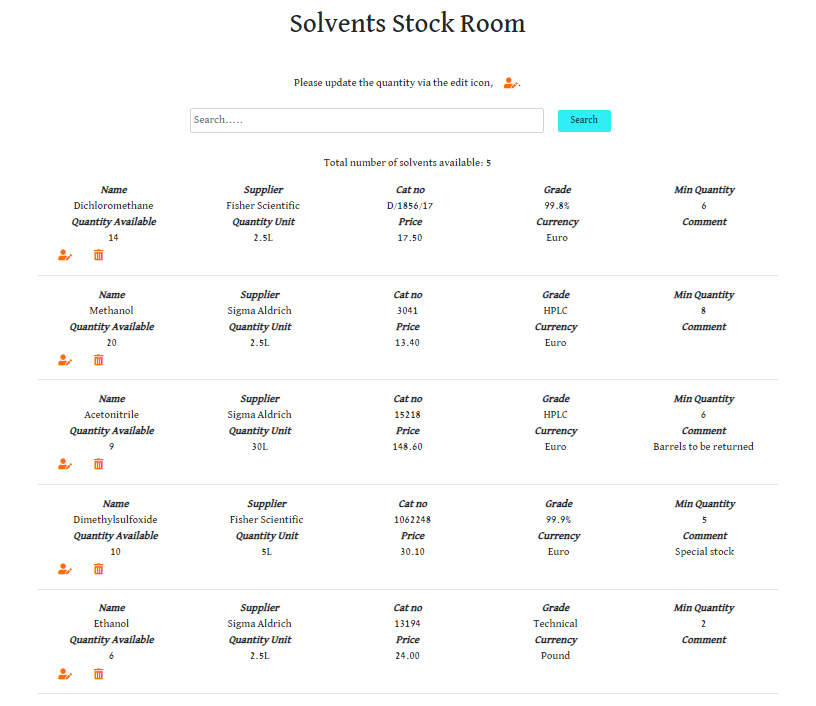 Solvents Stock Room
Please update the quantity via the edit icon, .
Search.....
Search
Total number of solvents available: 5
Name Supplier Cat no Grade Min Quantity
Dichloromethane Fisher Scientific D/1856/17 99.8% 6
Quantity Available Quantity Unit Price Currency Comment
14 2.5L 17.50 Euro
Name Supplier Cat no Grade Min Quantity
Methanol Sigma Aldrich 3041 HPLC 8
Quantity Available Quantity Unit Price Currency Comment
20 2.5L 13.40 Euro
Name Supplier Cat no Grade Min Quantity
Acetonitrile Sigma Aldrich 15218 HPLC 6
Quantity Available Quantity Unit Price Currency Comment
9 30L 148.60 Euro Barrels to be returned
Name Supplier Cat no Grade Min Quantity
Dimethylsulfoxide Fisher Scientific 1062248 99.9% 5
Quantity Available Quantity Unit Price Currency Comment
10 5L 30.10 Euro Special stock
Name Supplier Cat no Grade Min Quantity
Ethanol Sigma Aldrich 13194 Technical 2
Quantity Available Quantity Unit Price Currency Comment
6 2.5L 24.00 Pound